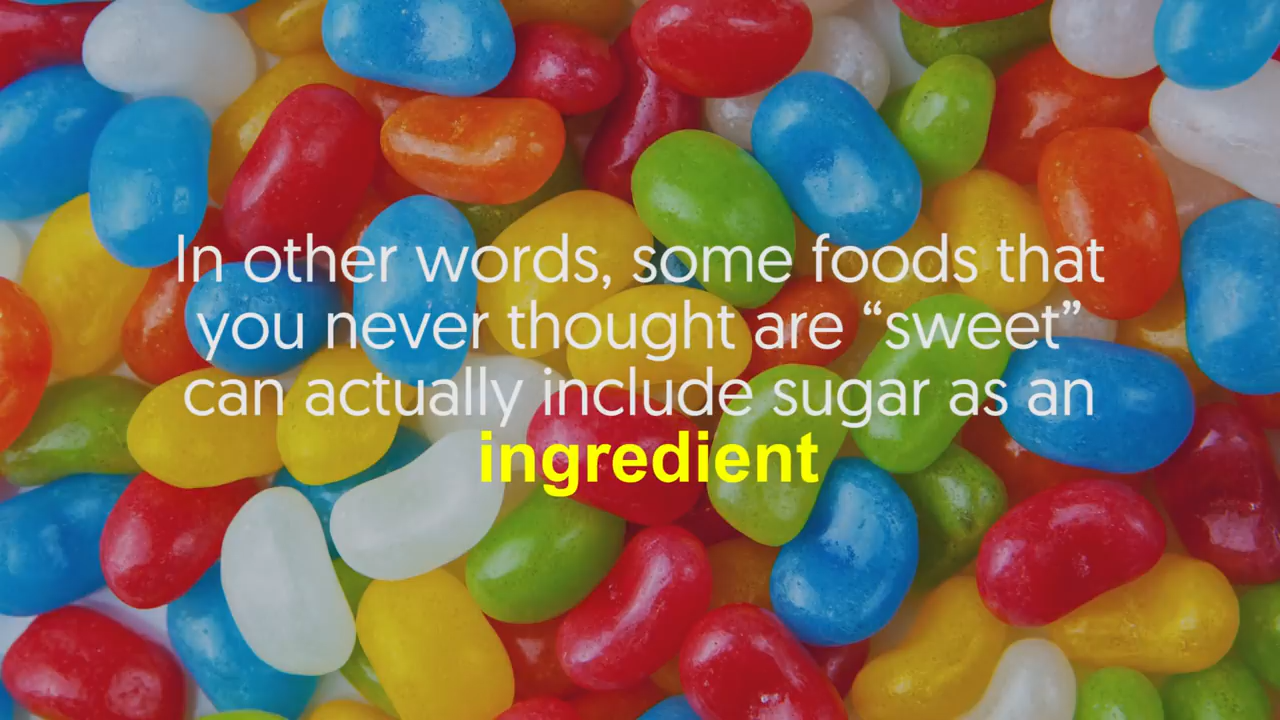 In other words, some foods that
you never thought are “sweet”
can actually include sugar as an
ingredient